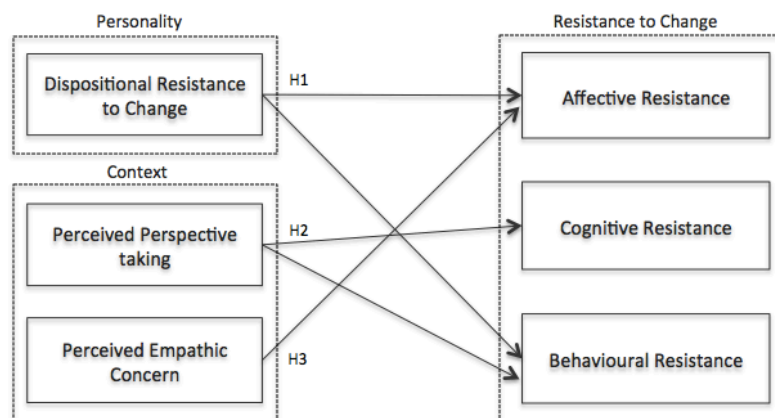 Personality
Dispositional Resistance
to Change
Context
Perceived Perspective
taking
Perceived Empathic
Concern
H1
H2
H3
Resistance to Change
Affective Resistance
Cognitive Resistance
Behavioural Resistance